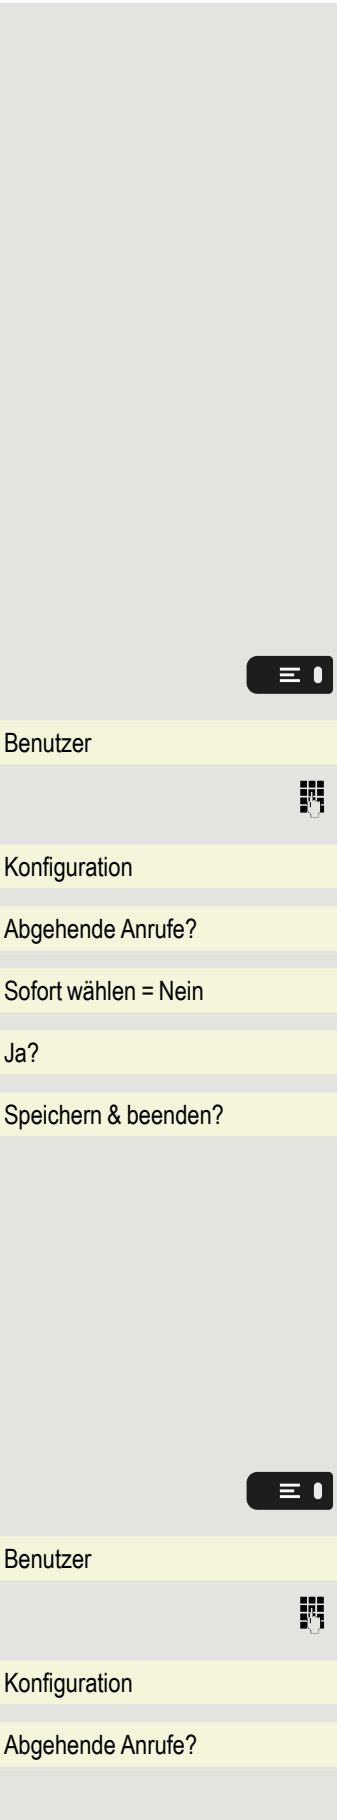 Benutzer
Konfiguration
Abgehende Anrufe?
Sofort wählen = Nein
Ja?
Speichern & beenden?
Benutzer
Konfiguration
Abgehende Anrufe?